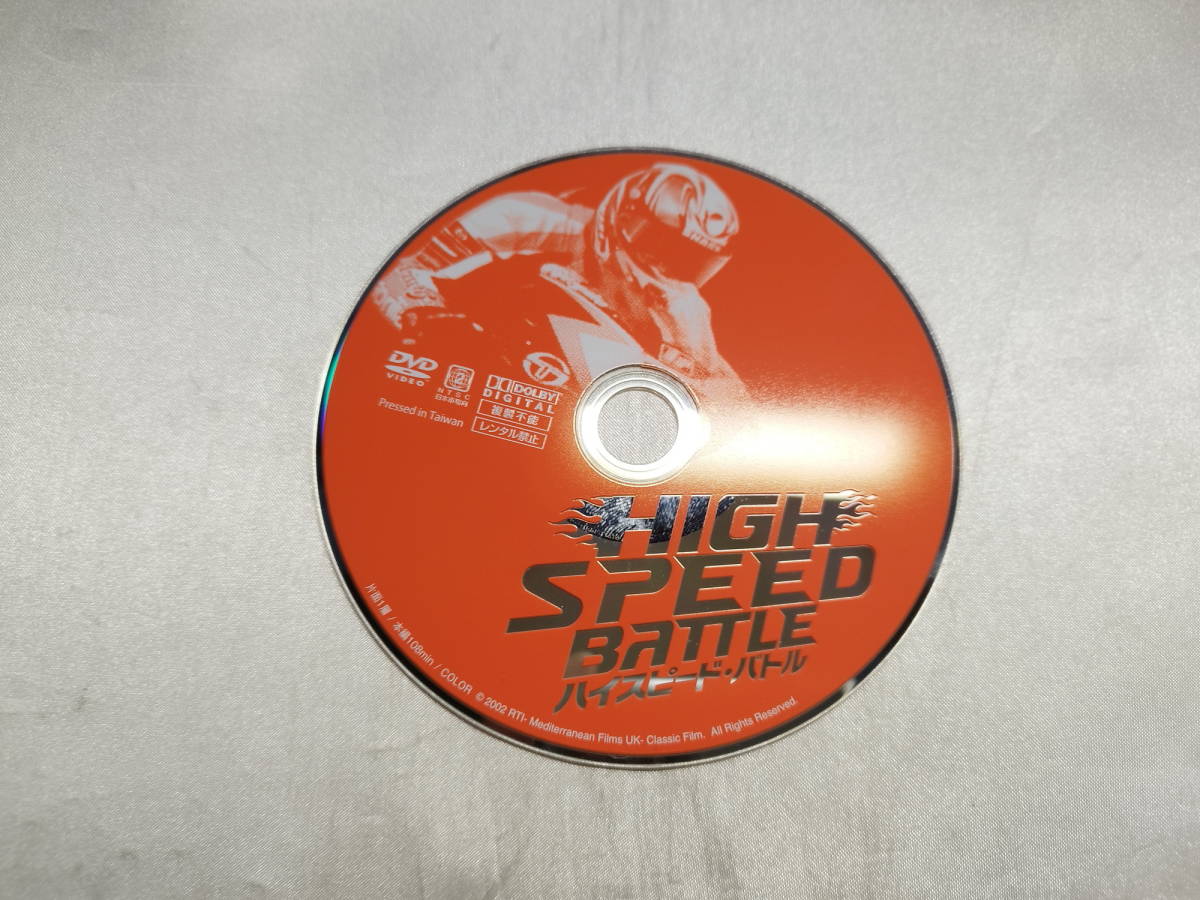 DVD
VIDEO
2
NTSC
日本市場向
DOLBY
DIGITAL
複製不能
レンタル禁止
Pressed in Taiwan
HIGH
SPEED
BATTLE
ハイスピード・バトル
片面1層 / 本編108min / COLOR © 2002 RTI- Mediterranean Films UK- Classic Film. All Rights Reserved.